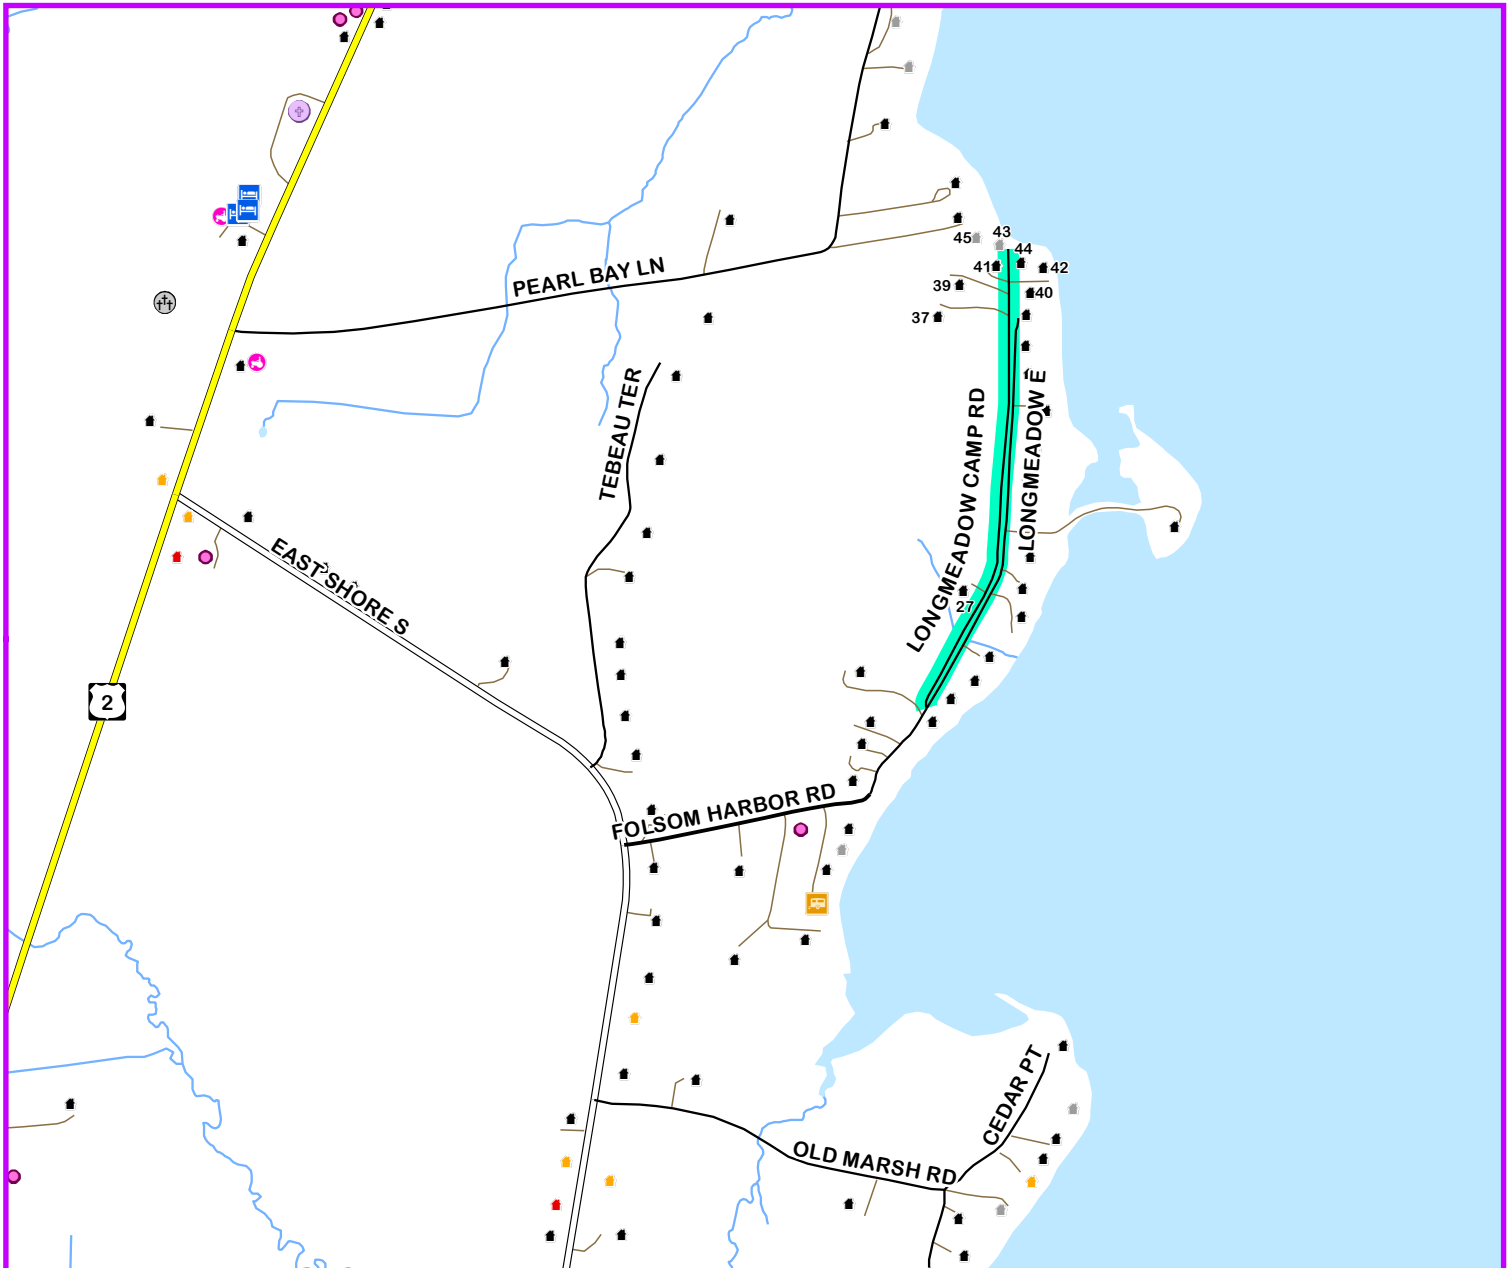 43
45
44
41
42
PEARL BAY LN
39
40
37
TEBEAU TER
LONGMEADOW CAMP RD
LONGMEADOW E
EAST SHORE S
27
2
FOLSOM HARBOR RD
CEDAR PT
OLD MARSH RD